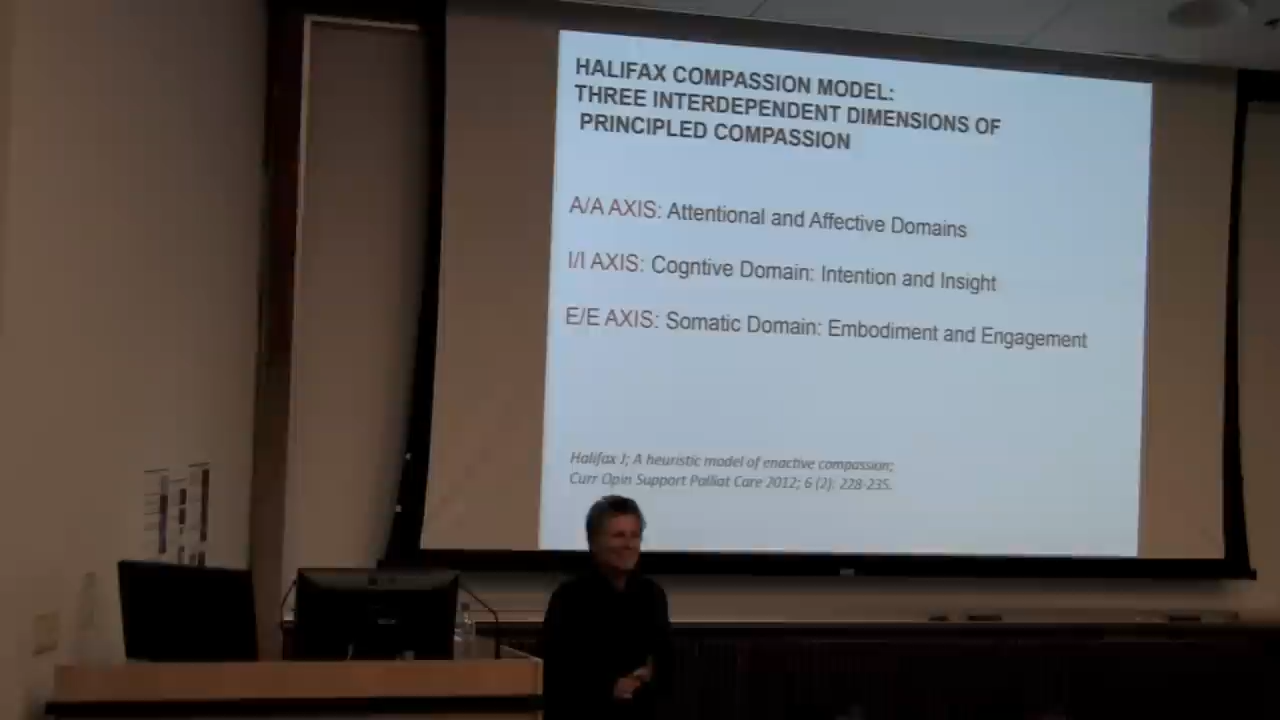 HALIFAX COMPASSION MODEL:
THREE INTERDEPENDENT DIMENSIONS OF
PRINCIPLED COMPASSION
A/A AXIS: Attentional and Affective Domains
I/I AXIS: Cogntive Domain: Intention and Insight
E/E AXIS: Somatic Domain: Embodiment and Engagement
Halifax J; A heuristic model of enactive compassion;
Curr Opin Support Palliat Care 2012; 6 (2): 228-235.